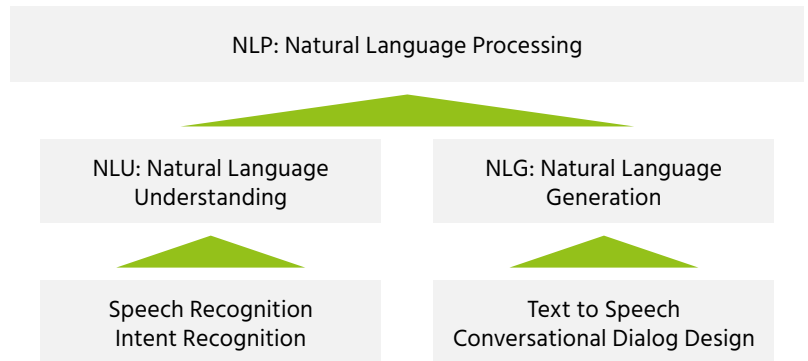 NLP: Natural Language Processing
NLU: Natural Language
Understanding
NLG: Natural Language
Generation
Speech Recognition
Intent Recognition
Text to Speech
Conversational Dialog Design